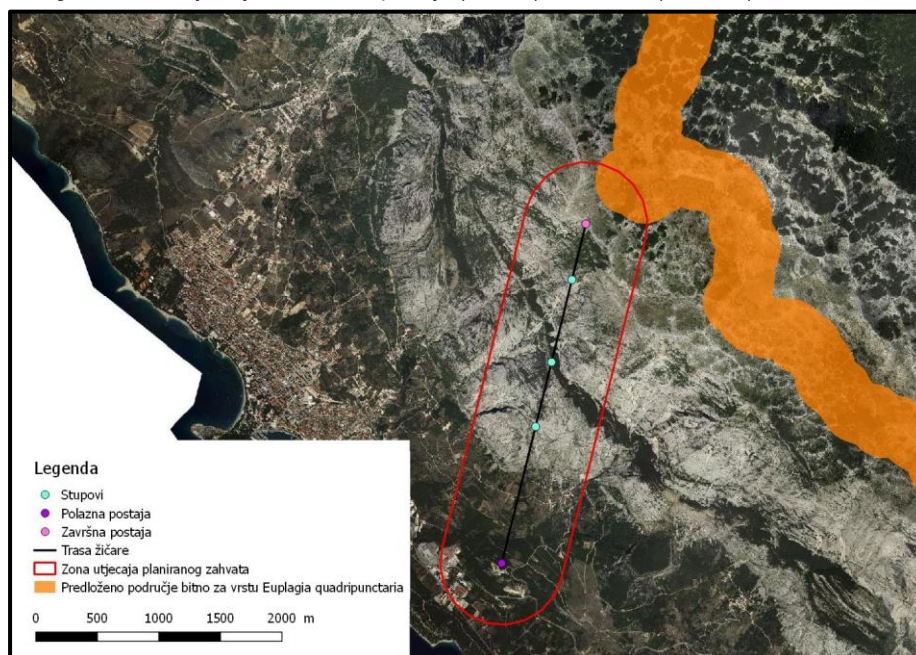 Legenda
Stupovi
Polazna postaja
Završna postaja
Trasa žičare
Zona utjecaja planiranog zahvata
Predloženo područje bitno za vrstu Euplagia quadripunctaria
0 500 1000 1500 2000 m